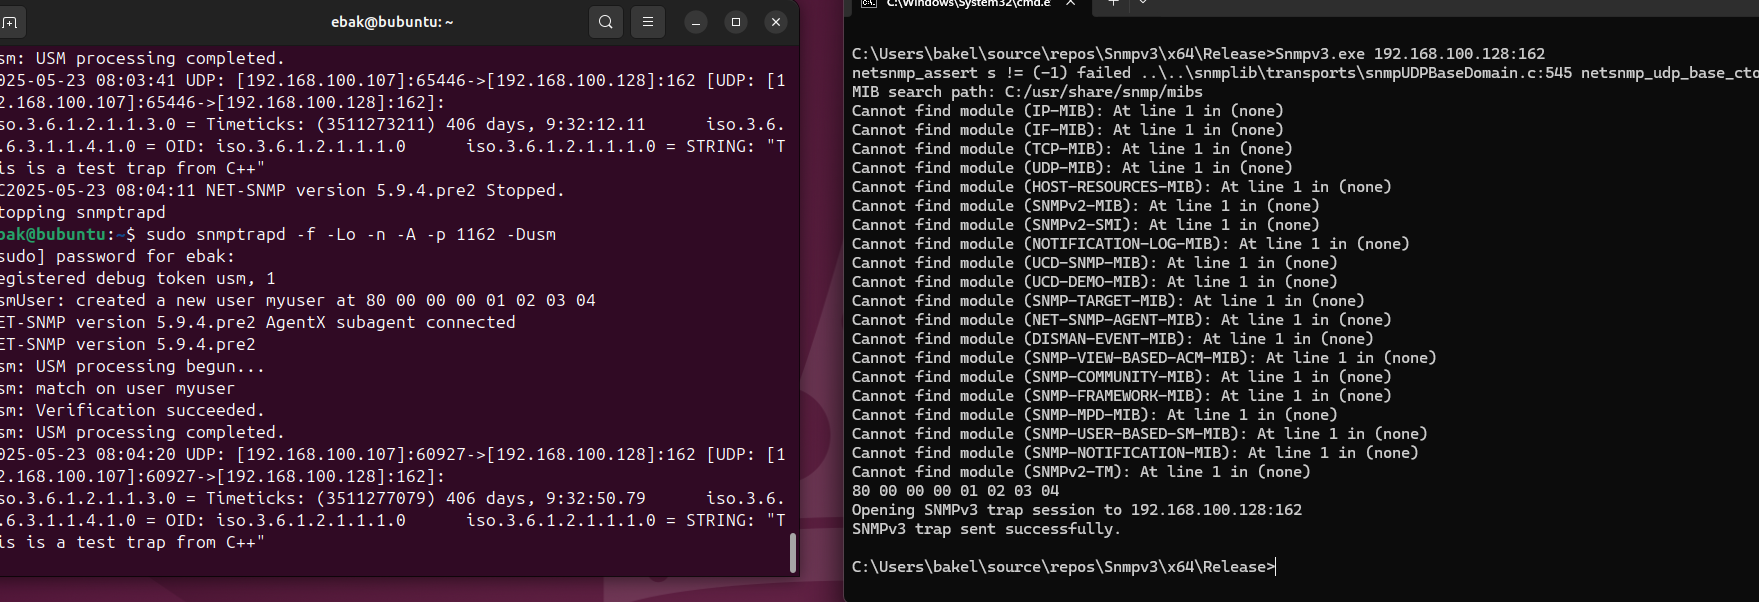 ebak@bubuntu: ~
sm: USM processing completed.
025-05-23 08:03:41 UDP: [192.168.100.107]:65446->[192.168.100.128]:162 [UDP: [1
2.168.100.107]:65446->[192.168.100.128]:162]:
so.3.6.1.2.1.1.3.0 = Timeticks: (3511273211) 406 days, 9:32:12.11 iso.3.6.
.6.3.1.1.4.1.0 = OID: iso.3.6.1.2.1.1.1.0 iso.3.6.1.2.1.1.1.0 = STRING: "T
is is a test trap from C++"
C2025-05-23 08:04:11 NET-SNMP version 5.9.4.pre2 Stopped.
topping snmptrapd
bak@bubuntu:~$ sudo snmptrapd -f -Lo -n -A -p 1162 -Dusm
sudo] password for ebak:
egistered debug token usm, 1
smUser: created a new user myuser at 80 00 00 00 01 02 03 04
ET-SNMP version 5.9.4.pre2 AgentX subagent connected
ET-SNMP version 5.9.4.pre2
sm: USM processing begun...
sm: match on user myuser
sm: Verification succeeded.
sm: USM processing completed.
025-05-23 08:04:20 UDP: [192.168.100.107]:60927->[192.168.100.128]:162 [UDP: [1
2.168.100.107]:60927->[192.168.100.128]:162]:
so.3.6.1.2.1.1.3.0 = Timeticks: (3511277079) 406 days, 9:32:50.79 iso.3.6.
.6.3.1.1.4.1.0 = OID: iso.3.6.1.2.1.1.1.0 iso.3.6.1.2.1.1.1.0 = STRING: "T
is is a test trap from C++"
C:\Windows\System32\cmd.e
C:\Users\bakel\source\repos\Snmpv3\x64\Release>Snmpv3.exe 192.168.100.128:162
netsnmp_assert s != (-1) failed ..\..\snmplib\transports\snmpUDPBaseDomain.c:545 netsnmp_udp_base_cto
MIB search path: C:/usr/share/snmp/mibs
Cannot find module (IP-MIB): At line 1 in (none)
Cannot find module (IF-MIB): At line 1 in (none)
Cannot find module (TCP-MIB): At line 1 in (none)
Cannot find module (UDP-MIB): At line 1 in (none)
Cannot find module (HOST-RESOURCES-MIB): At line 1 in (none)
Cannot find module (SNMPv2-MIB): At line 1 in (none)
Cannot find module (SNMPv2-SMI): At line 1 in (none)
Cannot find module (NOTIFICATION-LOG-MIB): At line 1 in (none)
Cannot find module (UCD-SNMP-MIB): At line 1 in (none)
Cannot find module (UCD-DEMO-MIB): At line 1 in (none)
Cannot find module (SNMP-TARGET-MIB): At line 1 in (none)
Cannot find module (NET-SNMP-AGENT-MIB): At line 1 in (none)
Cannot find module (DISMAN-EVENT-MIB): At line 1 in (none)
Cannot find module (SNMP-VIEW-BASED-ACM-MIB): At line 1 in (none)
Cannot find module (SNMP-COMMUNITY-MIB): At line 1 in (none)
Cannot find module (SNMP-FRAMEWORK-MIB): At line 1 in (none)
Cannot find module (SNMP-MPD-MIB): At line 1 in (none)
Cannot find module (SNMP-USER-BASED-SM-MIB): At line 1 in (none)
Cannot find module (SNMP-NOTIFICATION-MIB): At line 1 in (none)
Cannot find module (SNMPv2-TM): At line 1 in (none)
80 00 00 00 01 02 03 04
Opening SNMPv3 trap session to 192.168.100.128:162
SNMPv3 trap sent successfully.
C:\Users\bakel\source\repos\Snmpv3\x64\Release>